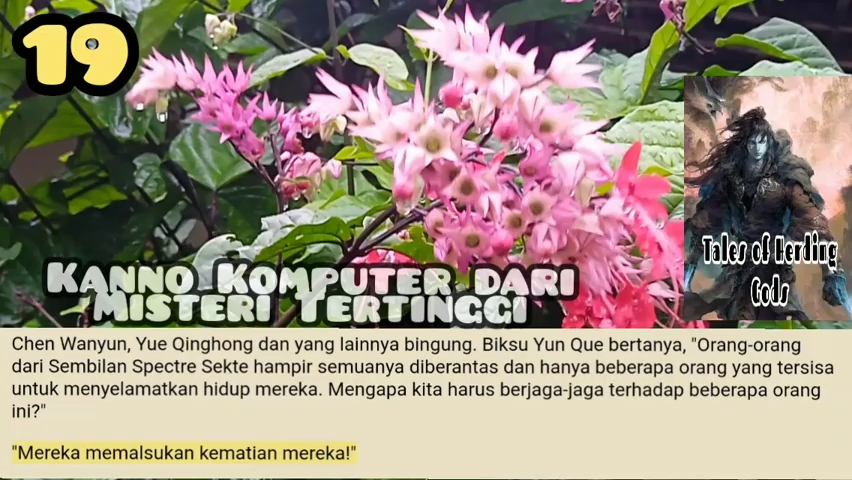 19
Tales of Herding
Gods
Kanno Komputer dari
Misteri Tertinggi
Chen Wanyun, Yue Qinghong dan yang lainnya bingung. Biksu Yun Que bertanya, "Orang-orang
dari Sembilan Spectre Sekte hampir semuanya diberantas dan hanya beberapa orang yang tersisa
untuk menyelamatkan hidup mereka. Mengapa kita harus berjaga-jaga terhadap beberapa orang
ini?"
"Mereka memalsukan kematian mereka!"